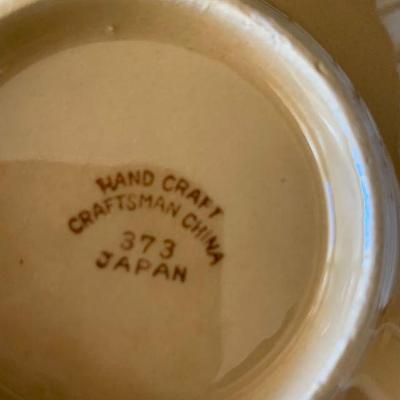 HAND CRAFT
CRAFTSMAN CHINA
373
JAPAN